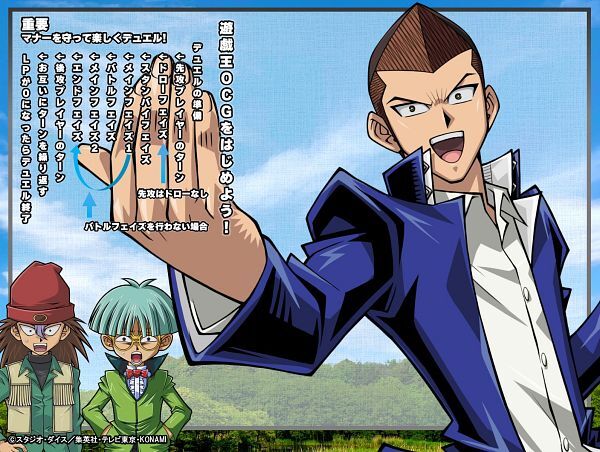 遊戯王OCGをはじめよう!
デュエルの準備
←先攻プレイヤーのターン
←ドローフェイズ
←スタンバイフェイズ
←メインフェイズ1
←バトルフェイズ
←メインフェイズ2
←エンドフェイズ
←後攻プレイヤーのターン
←お互いにターンを繰り返す
LPが0になったらデュエル終了
先攻はドローなし
バトルフェイズを行わない場合
重要
マナーを守って楽しくデュエル!
©スタジオ・ダイス/集英社・テレビ東京・KONAMI